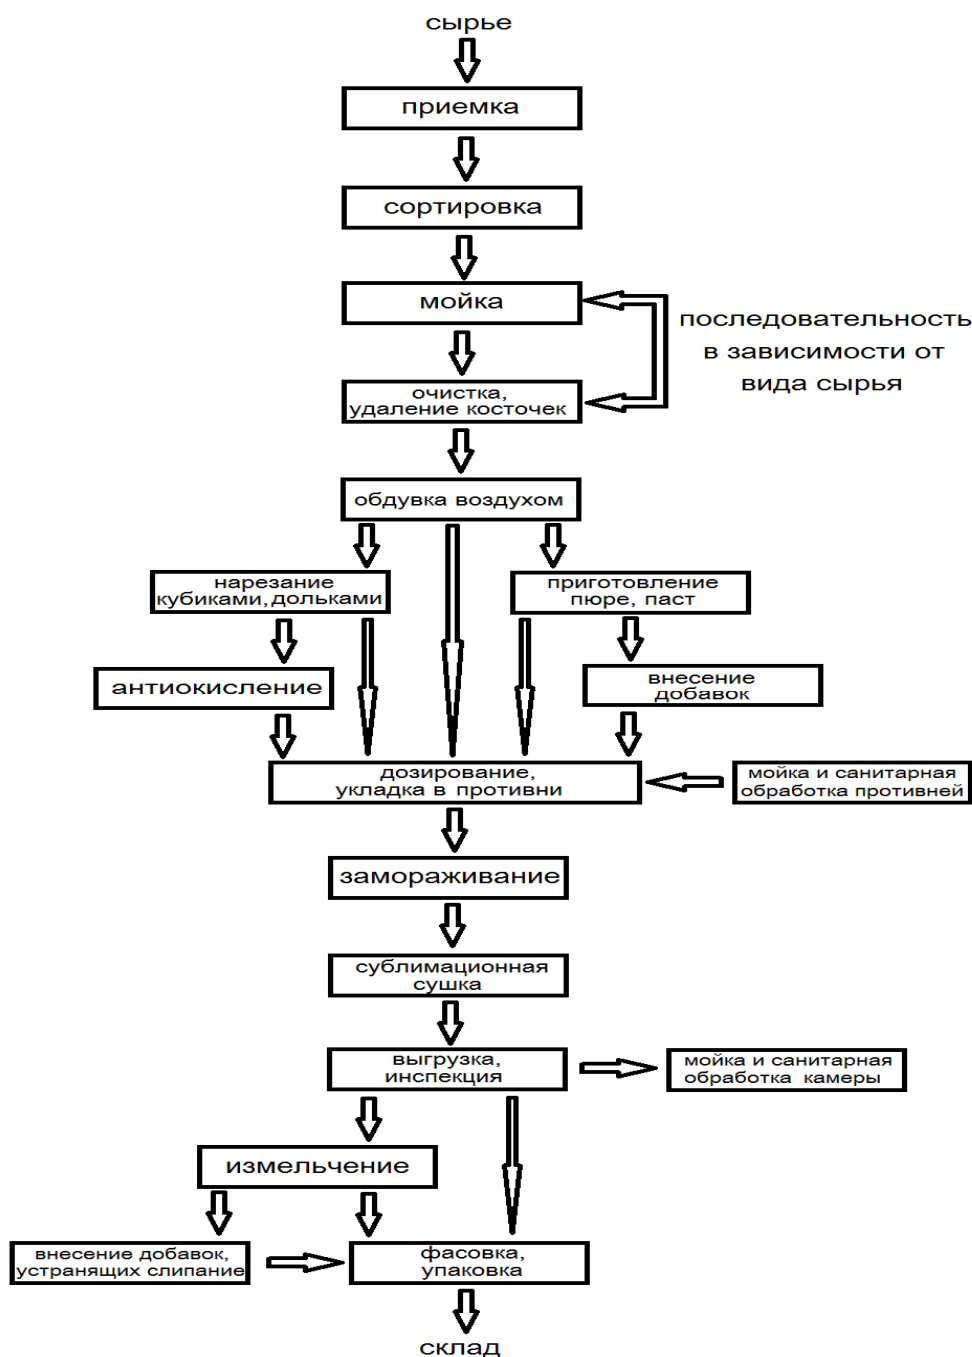 сырье
приемка
сортировка
мойка
последовательность
в зависимости от
вида сырья
очистка,
удаление косточек
обдувка воздухом
нарезание
кубиками, дольками
приготовление
пюре, паст
антиокисление
внесение
добавок
дозирование,
укладка в противни
мойка и санитарная
обработка противней
замораживание
сублимационная
сушка
выгрузка,
инспекция
мойка и санитарная
обработка камеры
измельчение
внесение добавок,
устранящих слипание
фасовка,
упаковка
склад